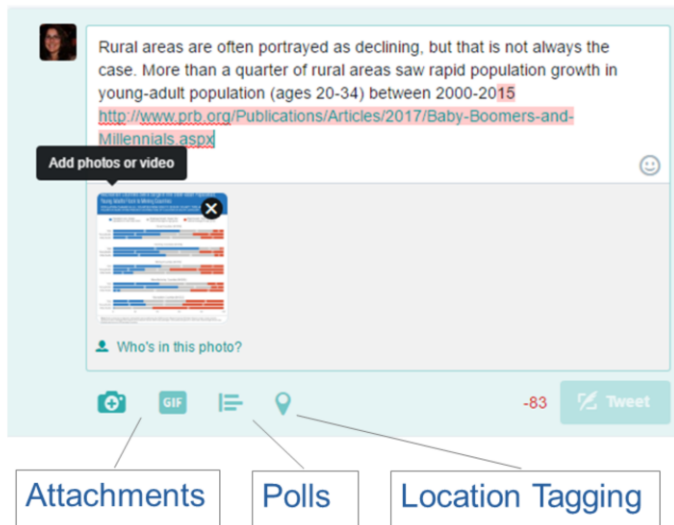 Rural areas are often portrayed as declining, but that is not always the
case. More than a quarter of rural areas saw rapid population growth in
young-adult population (ages 20-34) between 2000-2015
http://www.prb.org/Publications/Articles/2017/Baby-Boomers-and-
Millennials.aspx
Add photos or video
Who's in this photo?
GIF
-83
Tweet
Attachments
Polls
Location Tagging